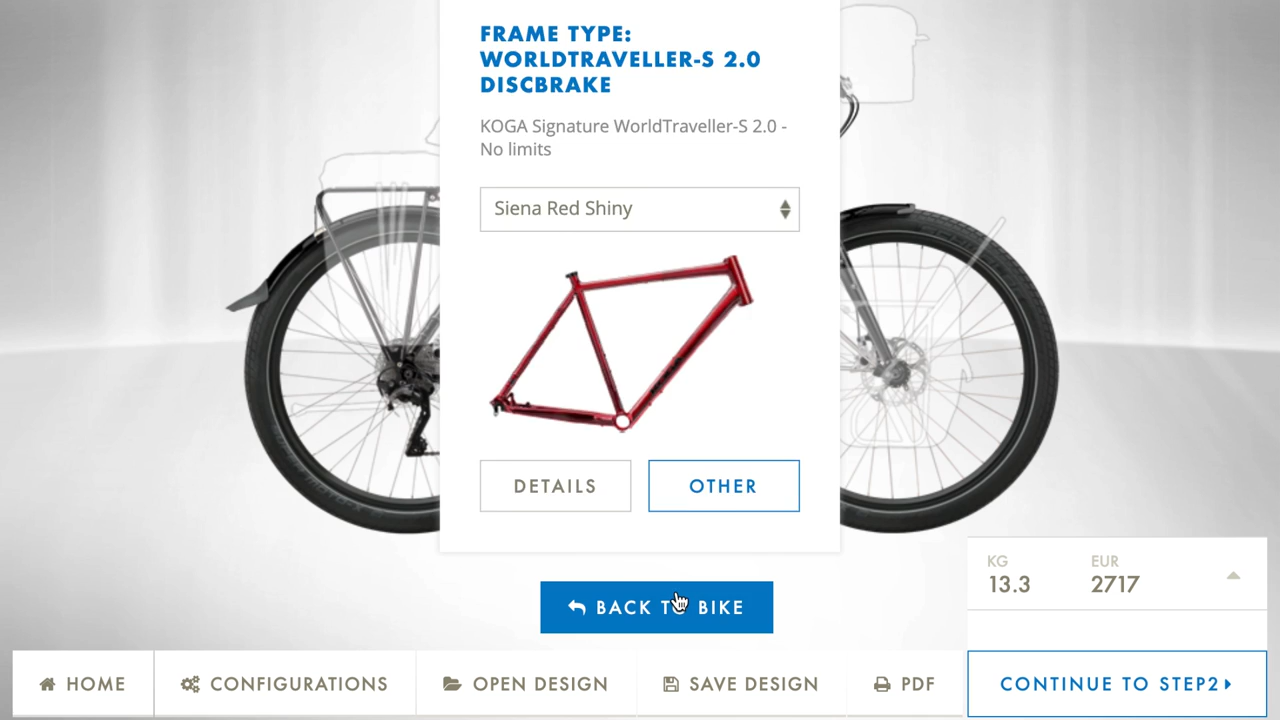 FRAME TYPE:
WORLDTRAVELLER-S 2.0
DISCBRAKE
KOGA Signature WorldTraveller-S 2.0 -
No limits
Siena Red Shiny
DETAILS
OTHER
BACK TO BIKE
KG
13.3
EUR
2717
HOME
CONFIGURATIONS
OPEN DESIGN
SAVE DESIGN
PDF
CONTINUE TO STEP2